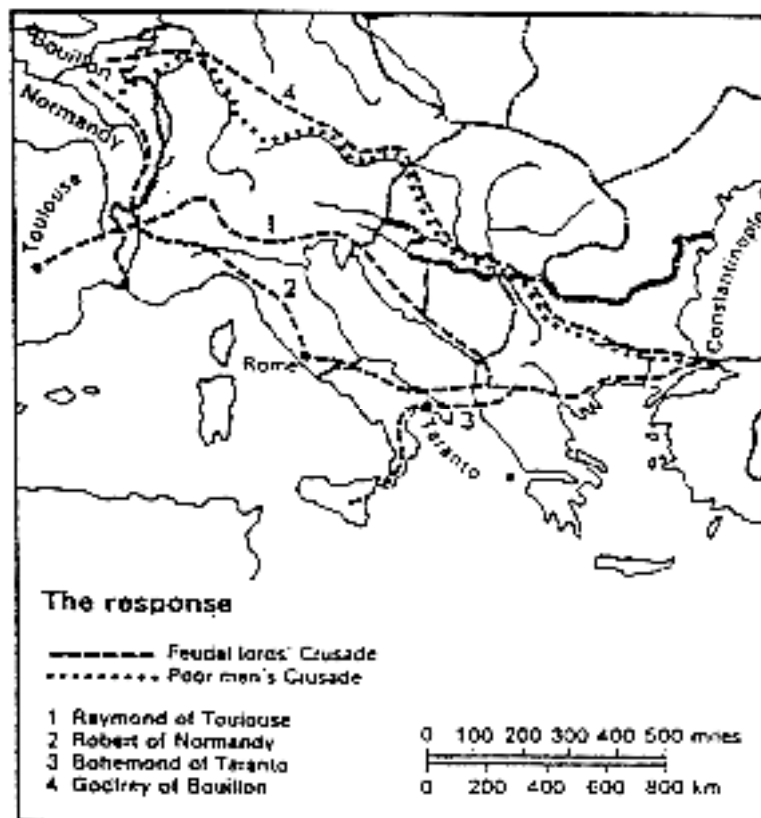 Bouillon
4
Normandy
Toulouse
1
Constantinople
2
Rome
3
Taranto
The response
Feudal lords' Crusade
Poor men's Crusade
1 Raymond of Toulouse
2 Robert of Normandy
3 Bohemond of Taranto
4 Godfrey of Bouillon
0 100 200 300 400 500 miles
0 200 400 600 800 km